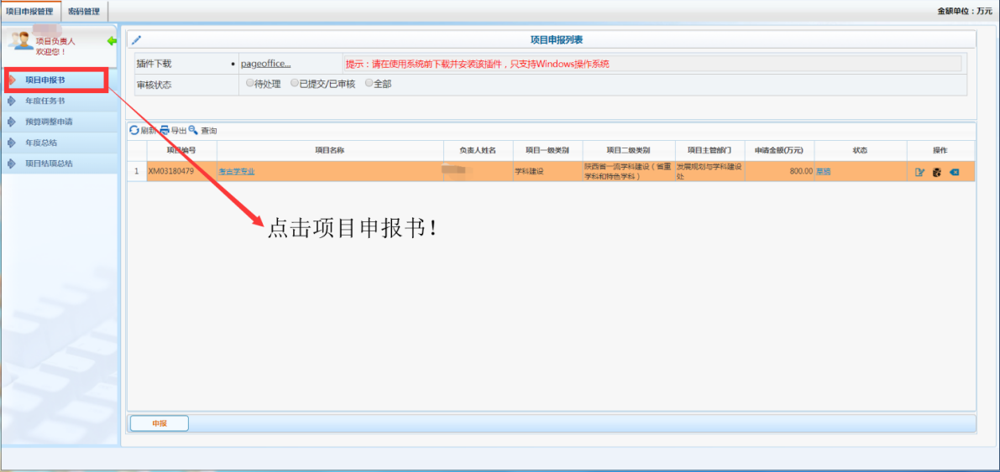 项目申报管理 密码管理 金额单位：万元
项目负责人
欢迎您！
项目申报书
年度任务书
预算调整申请
年度总结
项目结项总结
项目申报列表
插件下载 • pageoffice... 提示：请在使用系统前下载并安装该插件，只支持Windows操作系统
审核状态 待处理 已提交/已审核 全部
刷新 导出 查询
项目编号 项目名称 负责人姓名 项目一级类别 项目二级类别 项目主管部门 申请金额(万元) 状态 操作
1 XM03180479 考古学专业 学科建设 陕西省一流学科建设（省重学科和特色学科） 发展规划与学科建设处 800.00 草稿
点击项目申报书！
申报